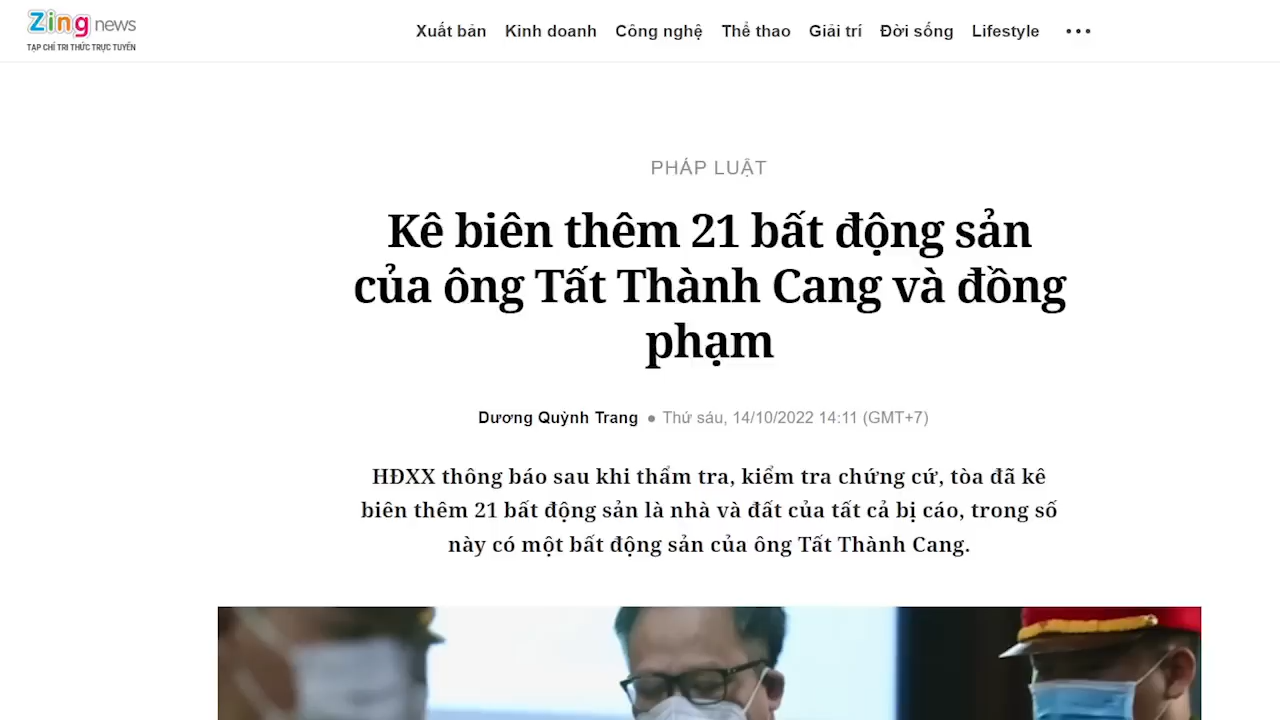 Zing news
TẠP CHÍ TRI THỨC TRỰC TUYẾN
Xuất bản Kinh doanh Công nghệ Thể thao Giải trí Đời sống Lifestyle
PHÁP LUẬT
Kê biên thêm 21 bất động sản
của ông Tất Thành Cang và đồng
phạm
Dương Quỳnh Trang • Thứ sáu, 14/10/2022 14:11 (GMT+7)
HĐXX thông báo sau khi thẩm tra, kiểm tra chứng cứ, tòa đã kê
biên thêm 21 bất động sản là nhà và đất của tất cả bị cáo, trong số
này có một bất động sản của ông Tất Thành Cang.